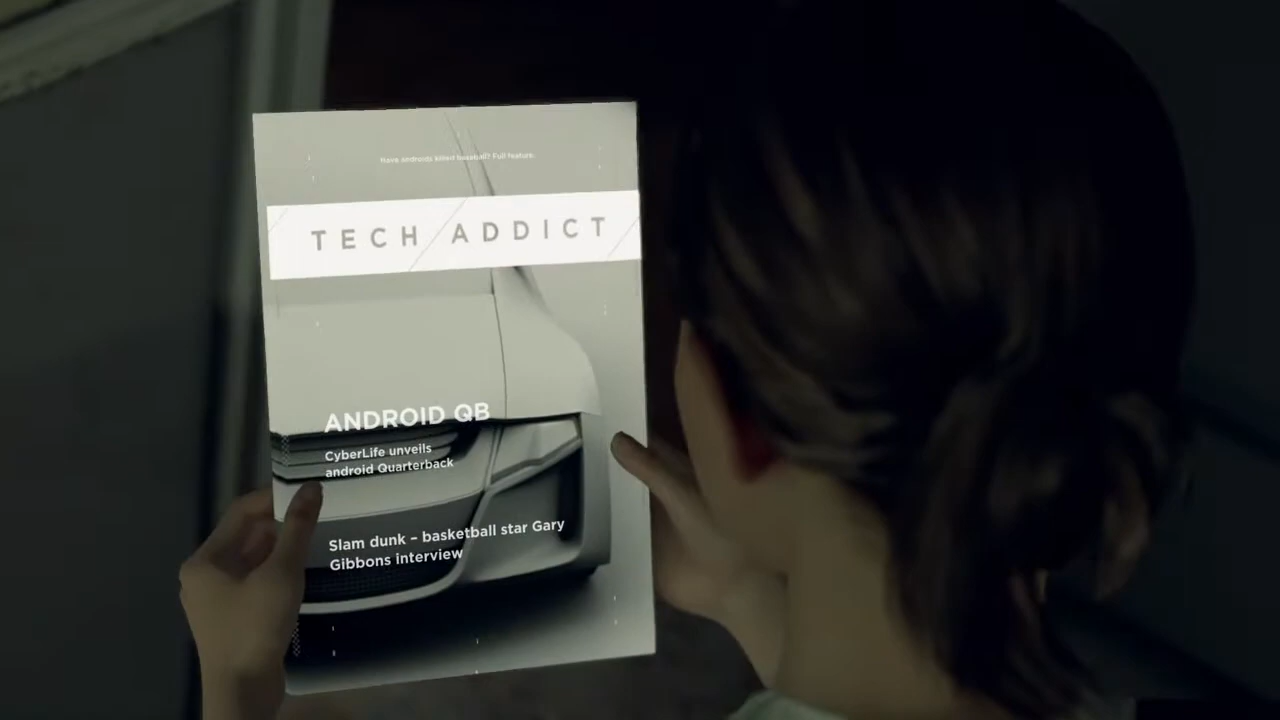 Have androids killed baseball? Full feature.
TECH ADDICT
ANDROID QB
CyberLife unveils
android Quarterback
Slam dunk – basketball star Gary
Gibbons interview